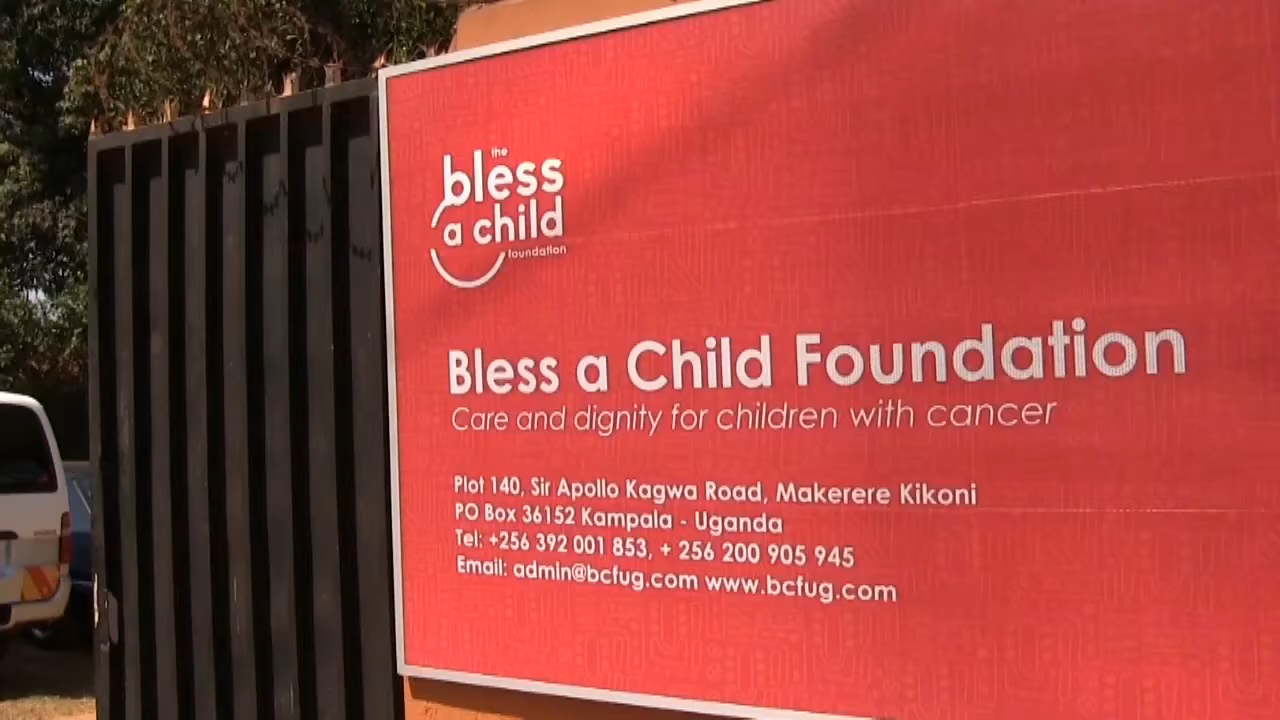 the
bless
a child
foundation
Bless a Child Foundation
Care and dignity for children with cancer
Plot 140, Sir Apollo Kagwa Road, Makerere Kikoni
PO Box 36152 Kampala - Uganda
Tel: +256 392 001 853, + 256 200 905 945
Email: admin@bcfug.com www.bcfug.com